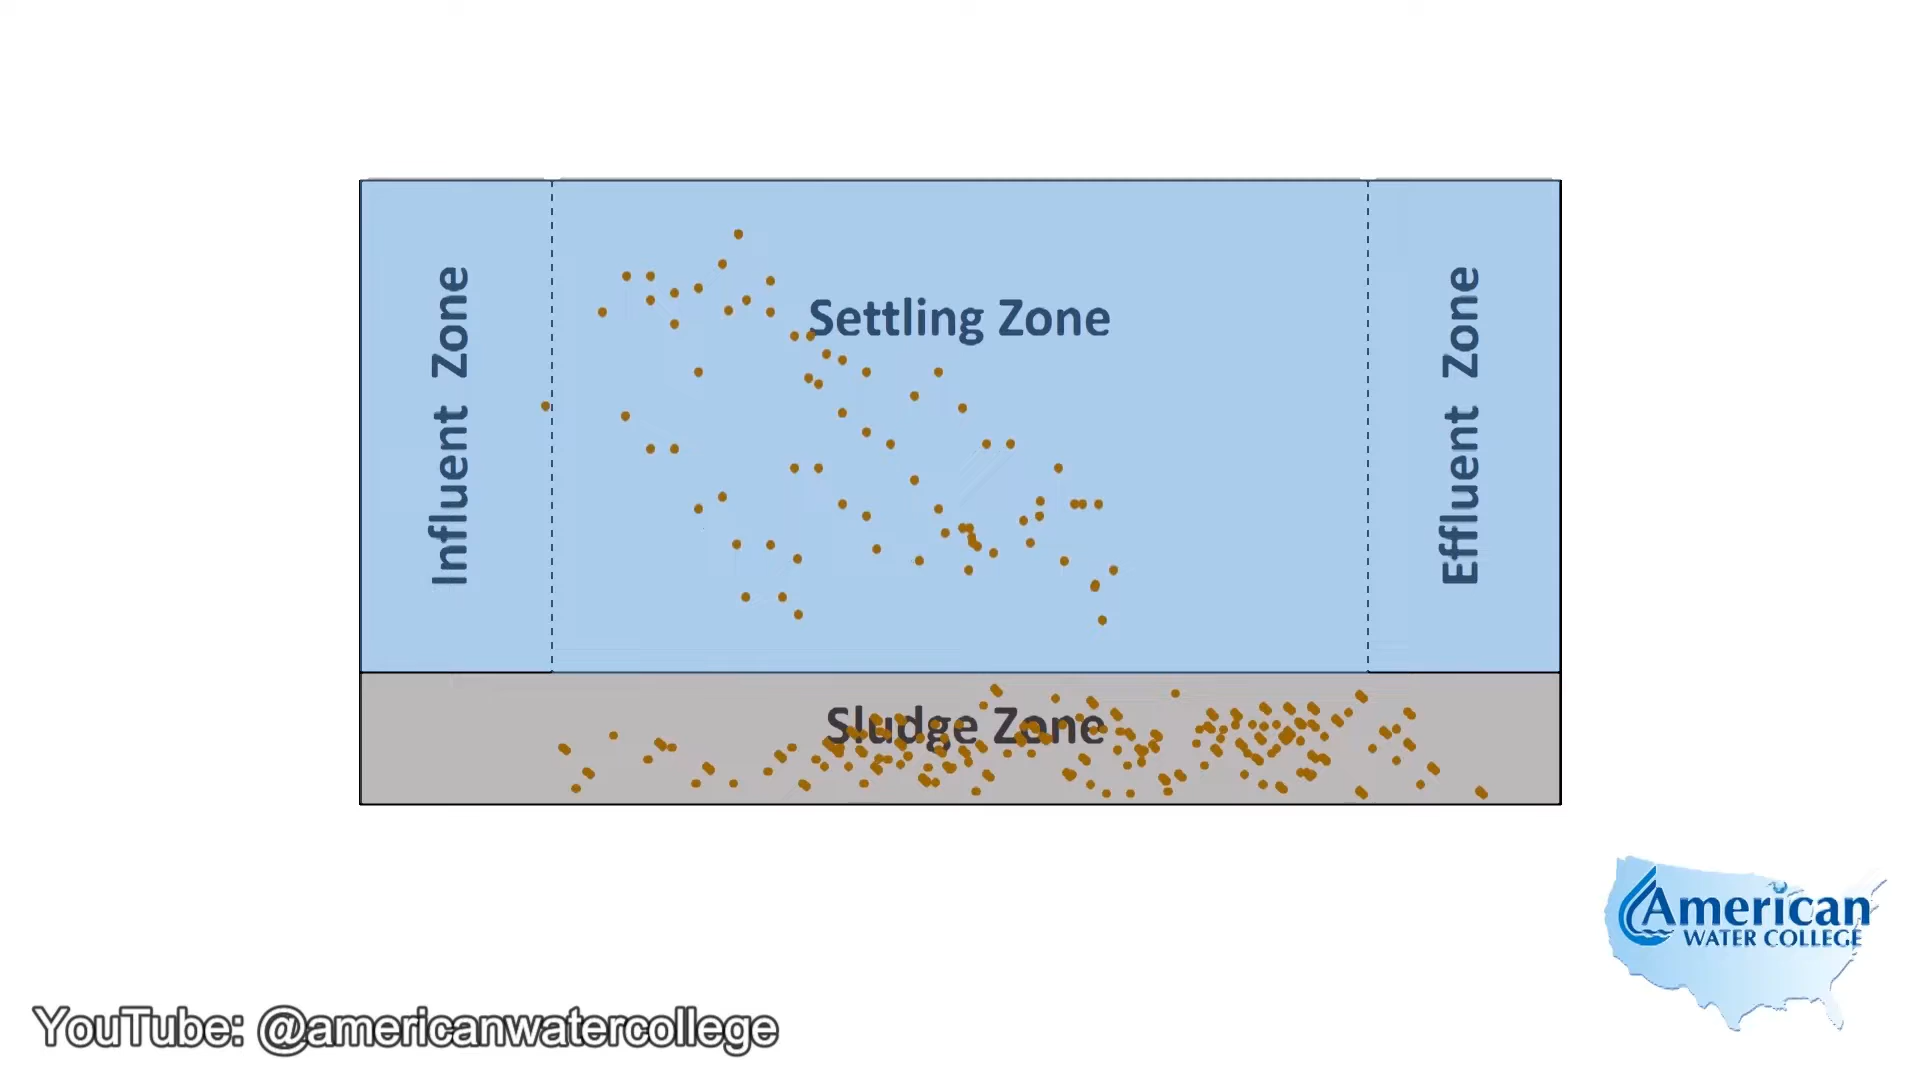 Settling Zone
Influent Zone
Effluent Zone
Sludge Zone
American
WATER COLLEGE
YouTube: @americanwatercollege